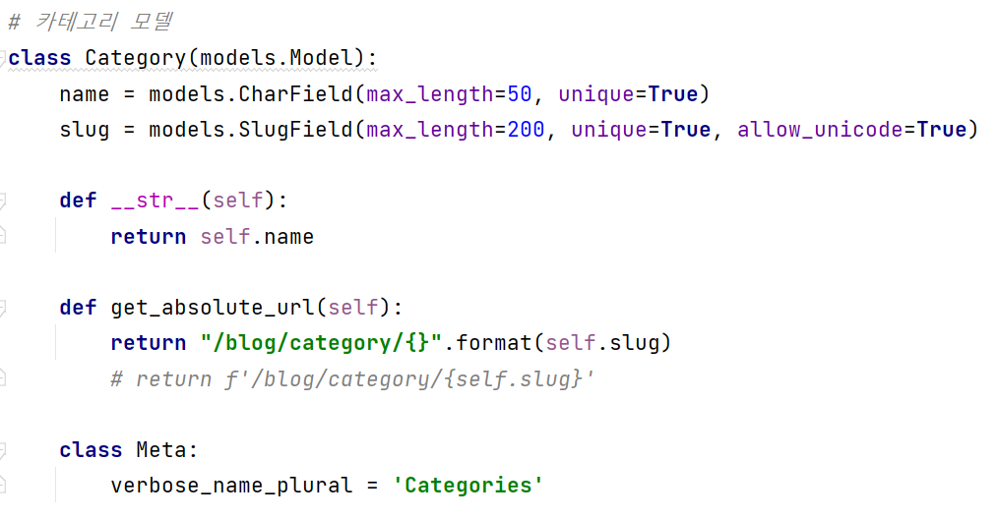 # 카테고리 모델
class Category(models.Model):
    name = models.CharField(max_length=50, unique=True)
    slug = models.SlugField(max_length=200, unique=True, allow_unicode=True)

    def __str__(self):
        return self.name

    def get_absolute_url(self):
        return "/blog/category/{}".format(self.slug)
        # return f'/blog/category/{self.slug}'

    class Meta:
        verbose_name_plural = 'Categories'